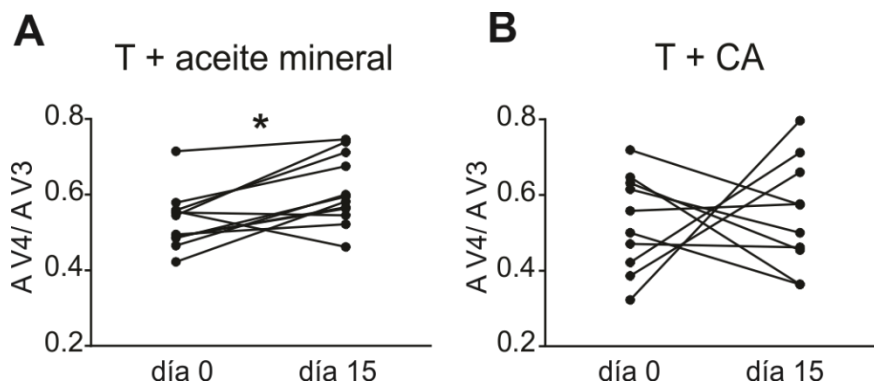 A
T + aceite mineral
A V4/ A V3
0.8
0.6
0.4
0.2
*
día 0
día 15
B
T + CA
A V4/ A V3
0.8
0.6
0.4
0.2
día 0
día 15